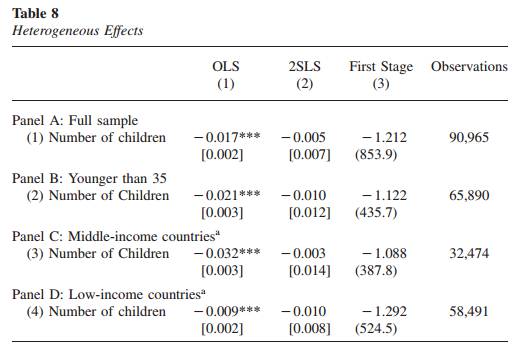 Table 8
Heterogeneous Effects
OLS 2SLS First Stage Observations
(1) (2) (3)
Panel A: Full sample
(1) Number of children −0.017*** −0.005 −1.212 90,965
[0.002] [0.007] (853.9)
Panel B: Younger than 35
(2) Number of Children −0.021*** −0.010 −1.122 65,890
[0.003] [0.012] (435.7)
Panel C: Middle-income countriesª
(3) Number of Children −0.032*** −0.003 −1.088 32,474
[0.003] [0.014] (387.8)
Panel D: Low-income countriesª
(4) Number of children −0.009*** −0.010 −1.292 58,491
[0.002] [0.008] (524.5)